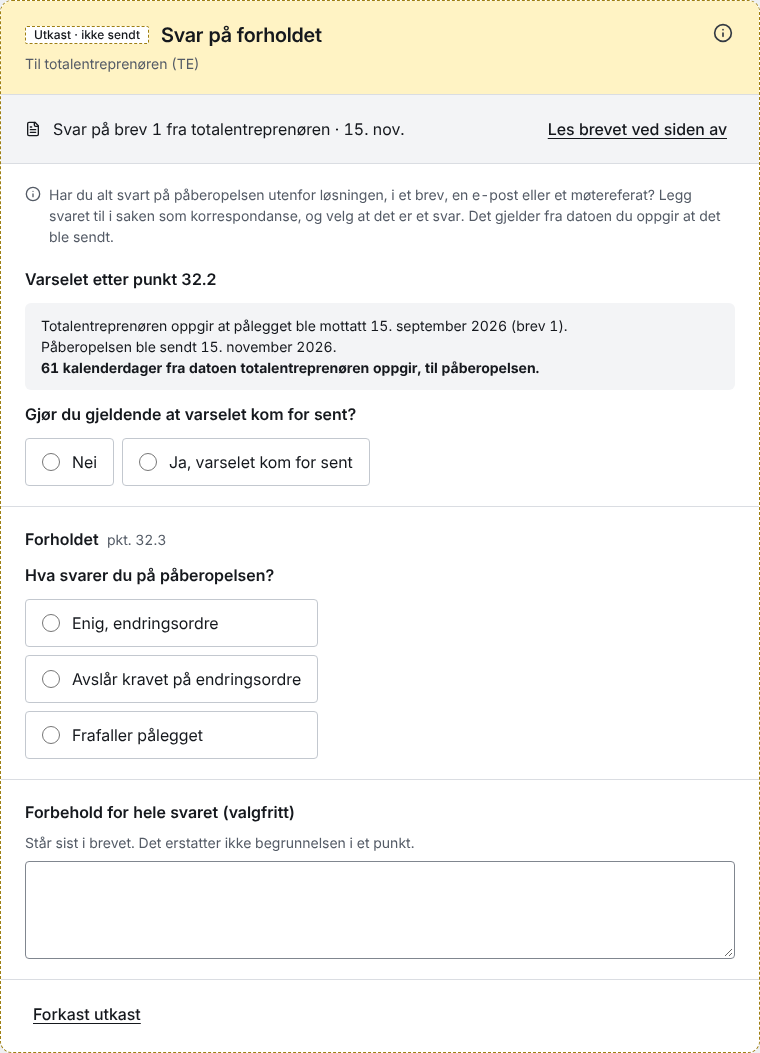 Utkast · ikke sendt
Svar på forholdet
Til totalentreprenøren (TE)
Svar på brev 1 fra totalentreprenøren · 15. nov.
Les brevet ved siden av
Har du alt svart på påberopelsen utenfor løsningen, i et brev, en e-post eller et møtereferat? Legg
svaret til i saken som korrespondanse, og velg at det er et svar. Det gjelder fra datoen du oppgir at det
ble sendt.
Varselet etter punkt 32.2
Totalentreprenøren oppgir at pålegget ble mottatt 15. september 2026 (brev 1).
Påberopelsen ble sendt 15. november 2026.
61 kalenderdager fra datoen totalentreprenøren oppgir, til påberopelsen.
Gjør du gjeldende at varselet kom for sent?
Nei
Ja, varselet kom for sent
Forholdet pkt. 32.3
Hva svarer du på påberopelsen?
Enig, endringsordre
Avslår kravet på endringsordre
Frafaller pålegget
Forbehold for hele svaret (valgfritt)
Står sist i brevet. Det erstatter ikke begrunnelsen i et punkt.
Forkast utkast